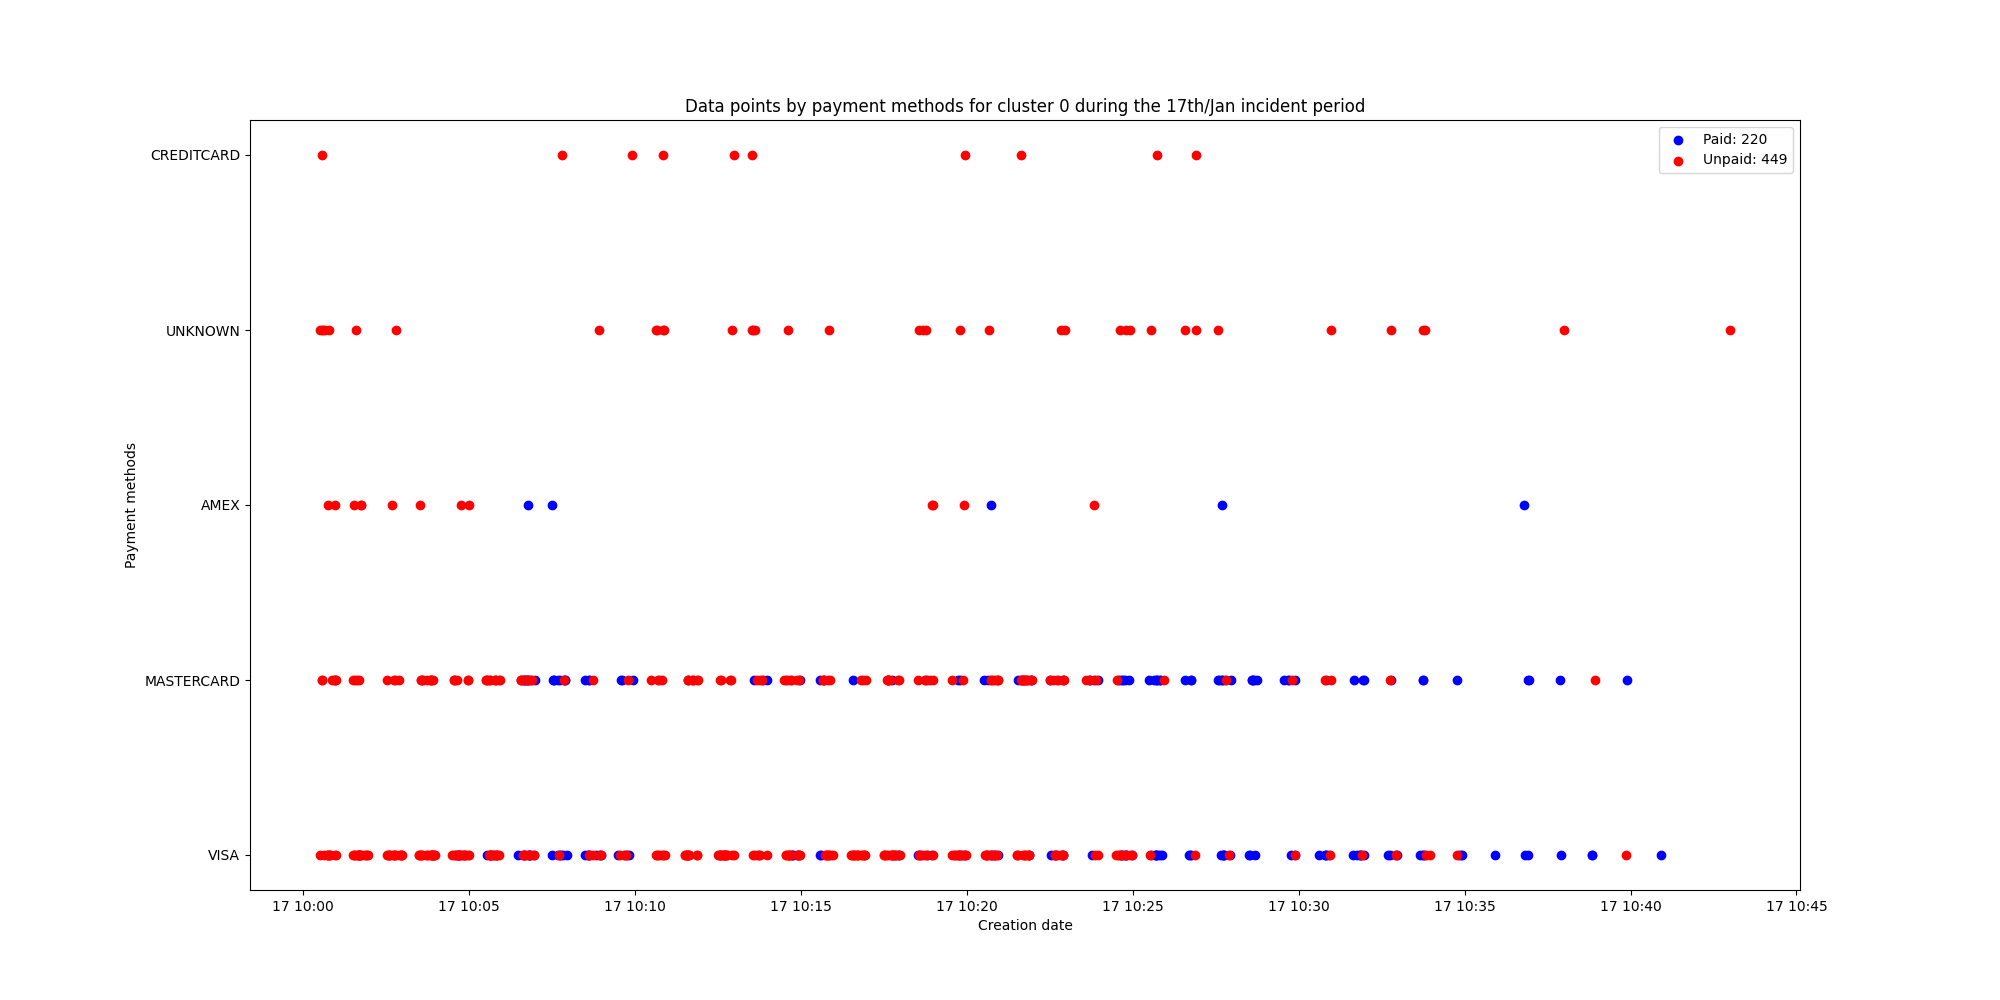 Data points by payment methods for cluster 0 during the 17th/Jan incident period
Paid: 220
Unpaid: 449
CREDITCARD
UNKNOWN
AMEX
MASTERCARD
VISA
Payment methods
17 10:00 17 10:05 17 10:10 17 10:15 17 10:20 17 10:25 17 10:30 17 10:35 17 10:40 17 10:45
Creation date